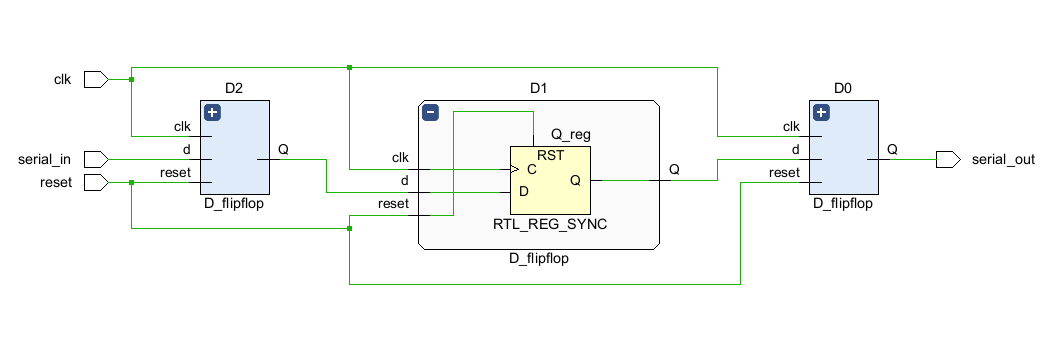 clk
serial_in
reset
D2
+
clk
d
reset
Q
D_flipflop
D1
−
clk
d
reset
Q_reg
RST
C
D
Q
RTL_REG_SYNC
Q
D_flipflop
D0
+
clk
d
reset
Q
D_flipflop
serial_out